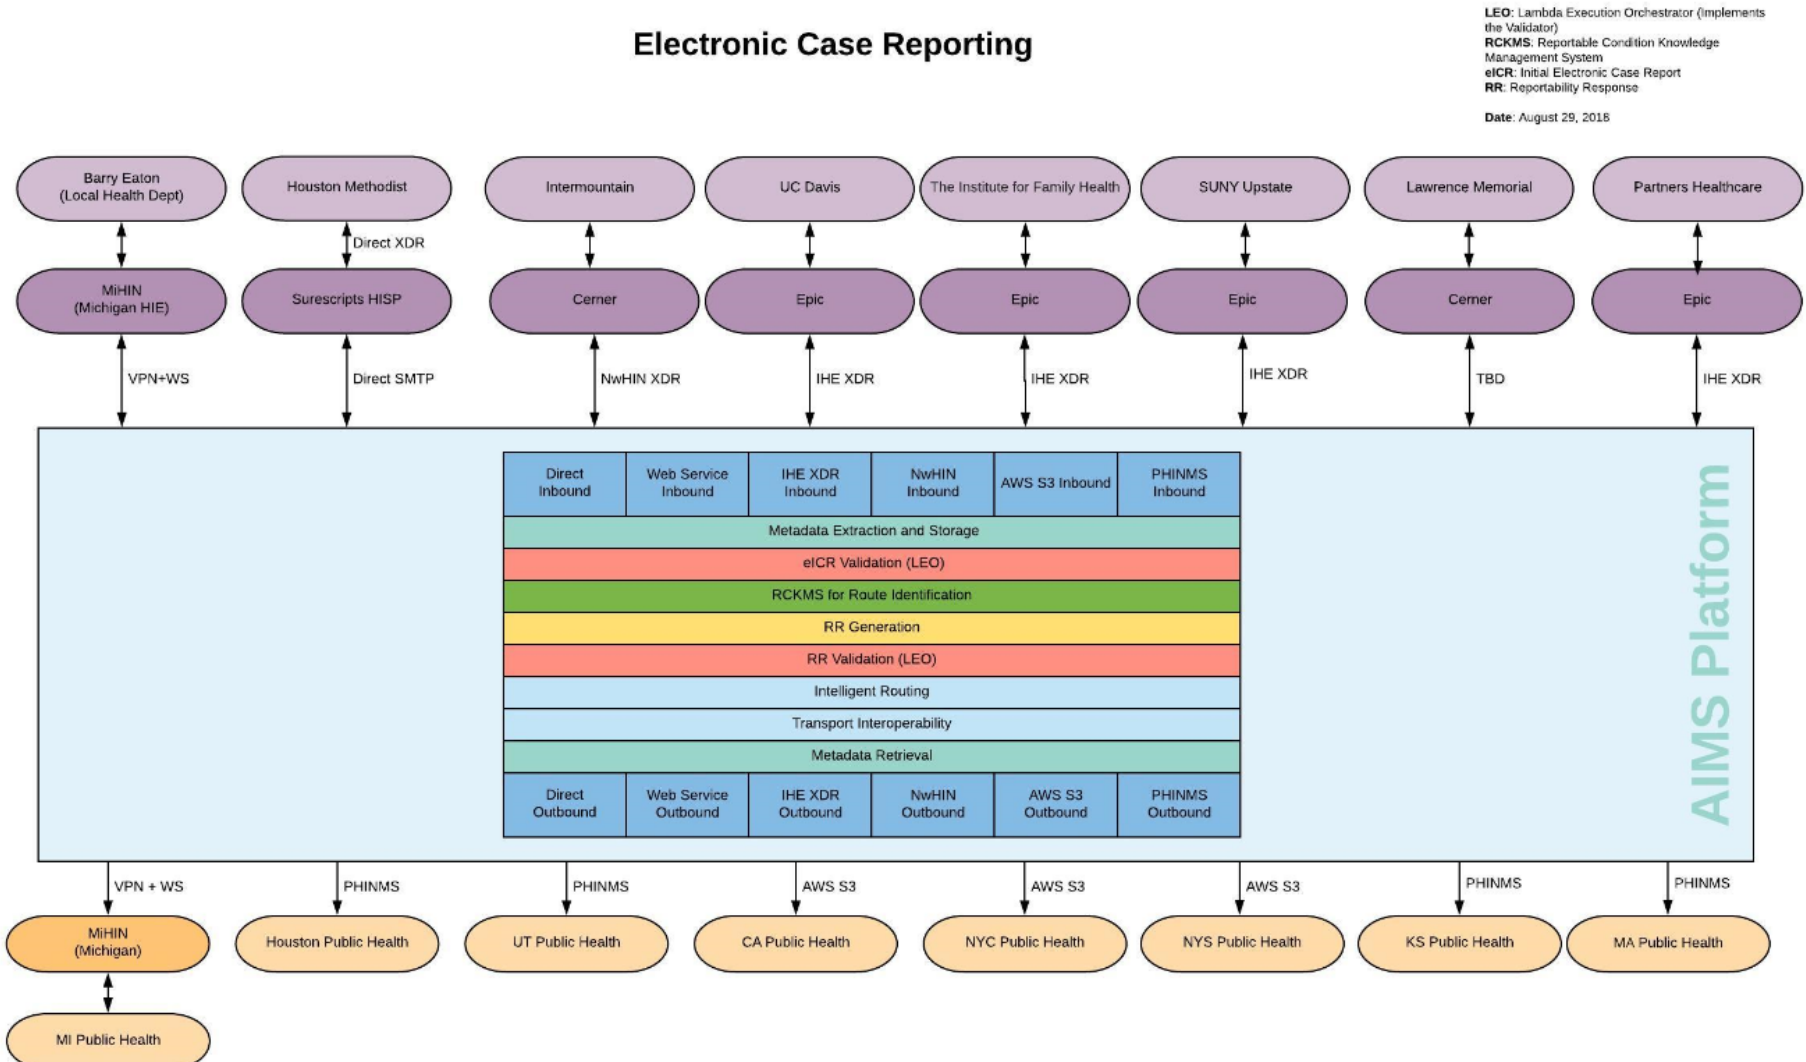 Electronic Case Reporting
LEO: Lambda Execution Orchestrator (Implements
the Validator)
RCKMS: Reportable Condition Knowledge
Management System
eICR: Initial Electronic Case Report
RR: Reportability Response
Date: August 29, 2018
Barry Eaton
(Local Health Dept)
Houston Methodist
Intermountain
UC Davis
The Institute for Family Health
SUNY Upstate
Lawrence Memorial
Partners Healthcare
Direct XDR
MiHIN
(Michigan HIE)
Surescripts HISP
Cerner
Epic
Epic
Epic
Cerner
Epic
VPN+WS
Direct SMTP
NwHIN XDR
IHE XDR
IHE XDR
IHE XDR
TBD
IHE XDR
Direct
Inbound
Web Service
Inbound
IHE XDR
Inbound
NwHIN
Inbound
AWS S3 Inbound
PHINMS
Inbound
Metadata Extraction and Storage
eICR Validation (LEO)
RCKMS for Route Identification
RR Generation
RR Validation (LEO)
Intelligent Routing
Transport Interoperability
Metadata Retrieval
Direct
Outbound
Web Service
Outbound
IHE XDR
Outbound
NwHIN
Outbound
AWS S3
Outbound
PHINMS
Outbound
AIMS Platform
VPN + WS
PHINMS
PHINMS
AWS S3
AWS S3
AWS S3
PHINMS
PHINMS
MiHIN
(Michigan)
Houston Public Health
UT Public Health
CA Public Health
NYC Public Health
NYS Public Health
KS Public Health
MA Public Health
MI Public Health